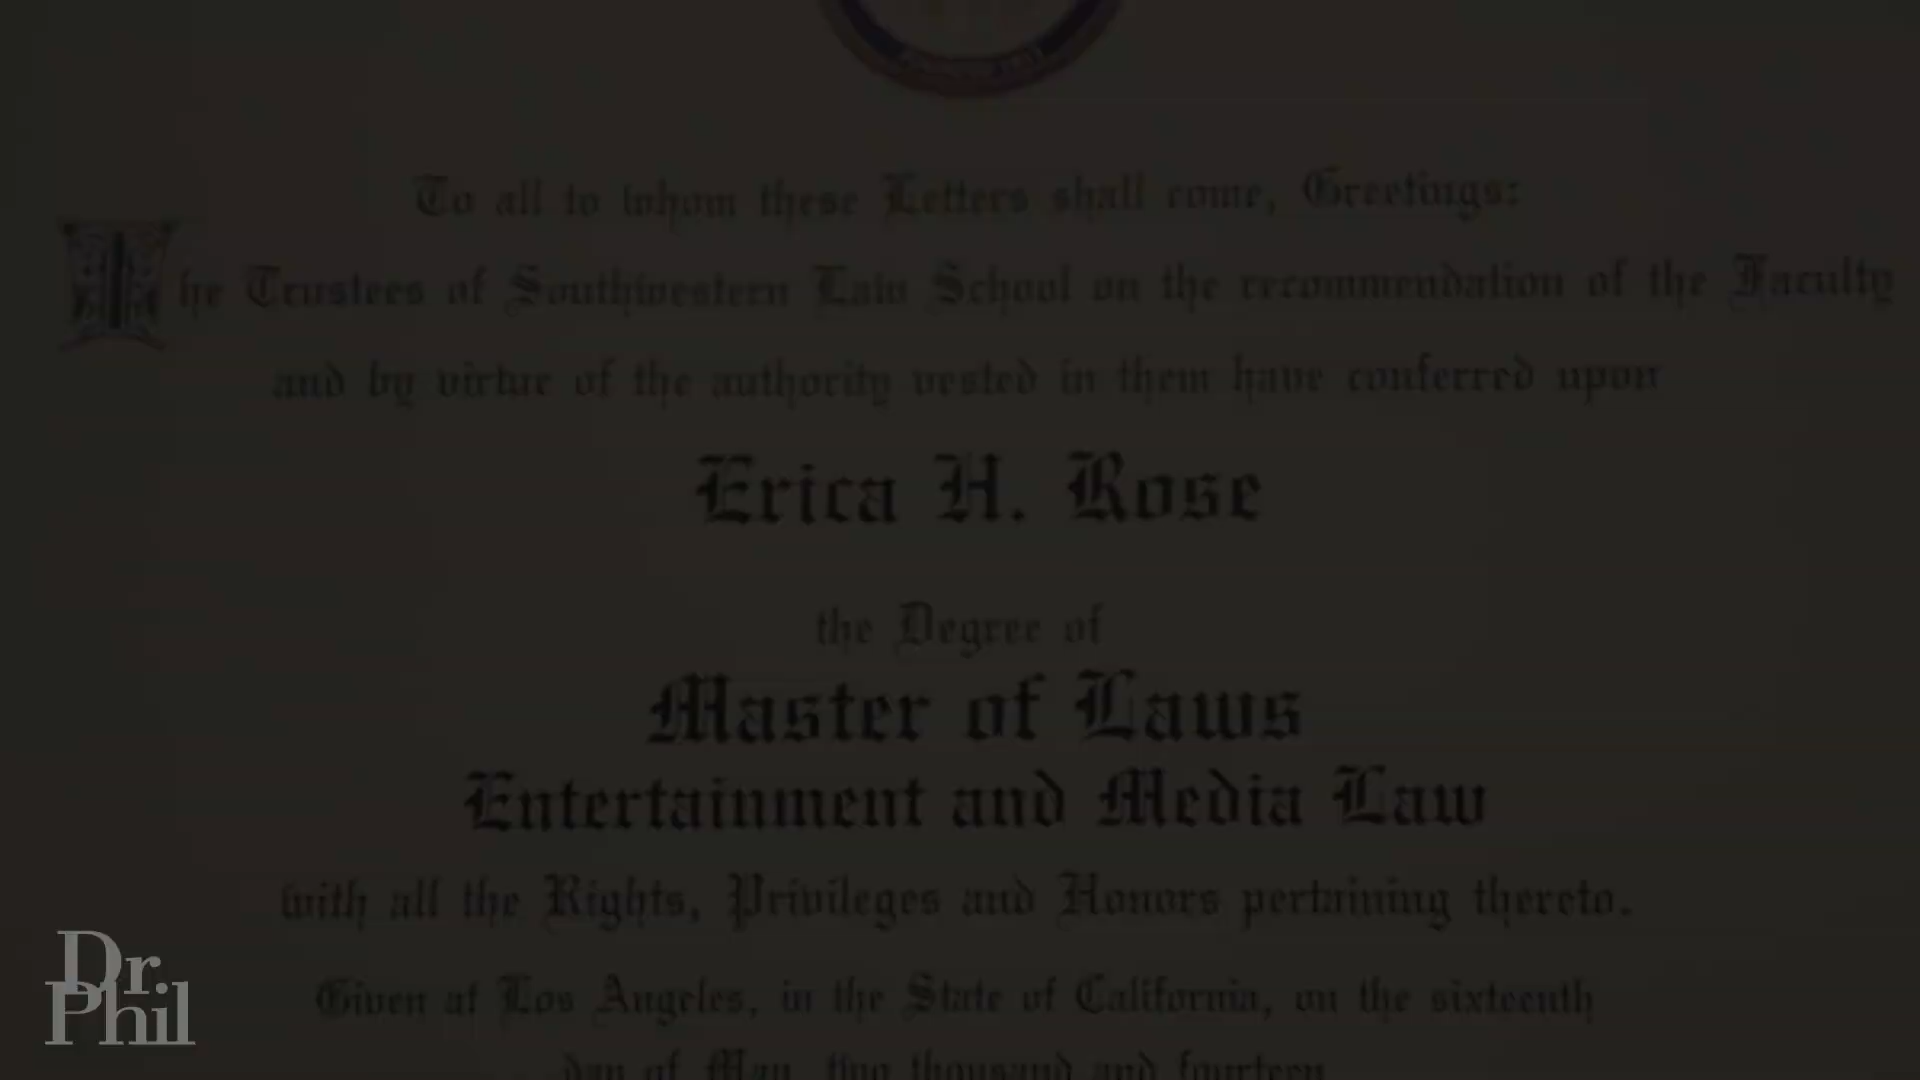 To all to whom these Letters shall come, Greetings:
The Trustees of Southwestern Law School on the recommendation of the Faculty
and by virtue of the authority vested in them have conferred upon
Erica H. Rose
the Degree of
Master of Laws
Entertainment and Media Law
with all the Rights, Privileges and Honors pertaining thereto.
Given at Los Angeles, in the State of California, on the sixteenth
day of May, two thousand and fourteen
Dr.
Phil